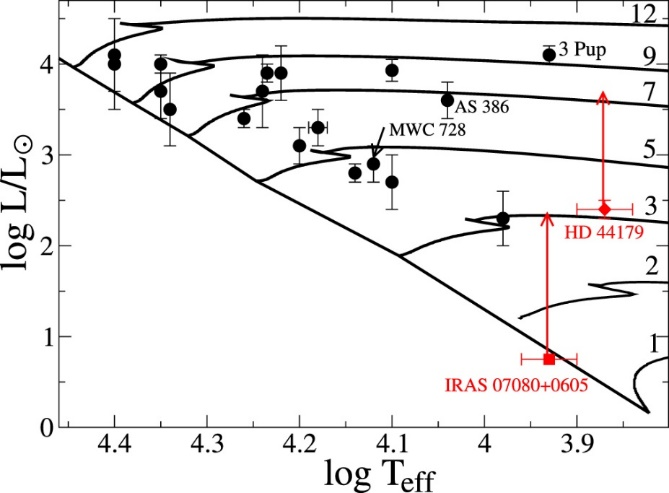 12
3 Pup
9
4
7
AS 386
MWC 728
3
5
log L/L☉
3
HD 44179
2
2
1
1
IRAS 07080+0605
0
4.4 4.3 4.2 4.1 4 3.9
log Teff